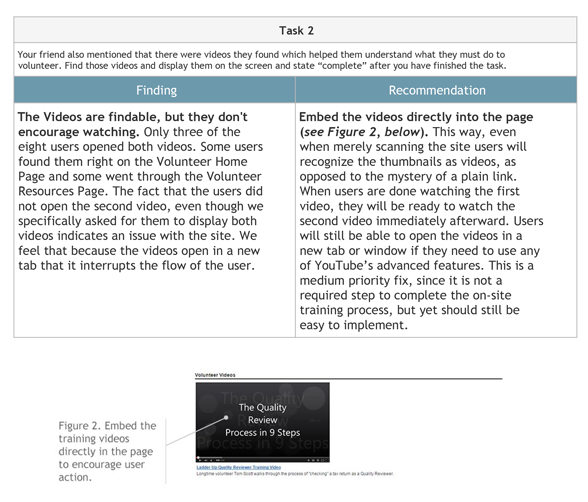 Task 2
Your friend also mentioned that there were videos they found which helped them understand what they must do to
volunteer. Find those videos and display them on the screen and state “complete” after you have finished the task.
Finding
Recommendation
The Videos are findable, but they don't
encourage watching. Only three of the
eight users opened both videos. Some users
found them right on the Volunteer Home
Page and some went through the Volunteer
Resources Page. The fact that the users did
not open the second video, even though we
specifically asked for them to display both
videos indicates an issue with the site. We
feel that because the videos open in a new
tab that it interrupts the flow of the user.
Embed the videos directly into the page
(see Figure 2, below). This way, even
when merely scanning the site users will
recognize the thumbnails as videos, as
opposed to the mystery of a plain link.
When users are done watching the first
video, they will be ready to watch the
second video immediately afterward. Users
will still be able to open the videos in a
new tab or window if they need to use any
of YouTube’s advanced features. This is a
medium priority fix, since it is not a
required step to complete the on-site
training process, but yet should still be
easy to implement.
Volunteer Videos
The Quality
Review
Process in 9 Steps
Ladder Up Quality Reviewer Training Video
Longtime volunteer Tom Scott walks through the process of "checking" a tax return as a Quality Reviewer.
Figure 2. Embed the
training videos
directly in the page
to encourage user
action.